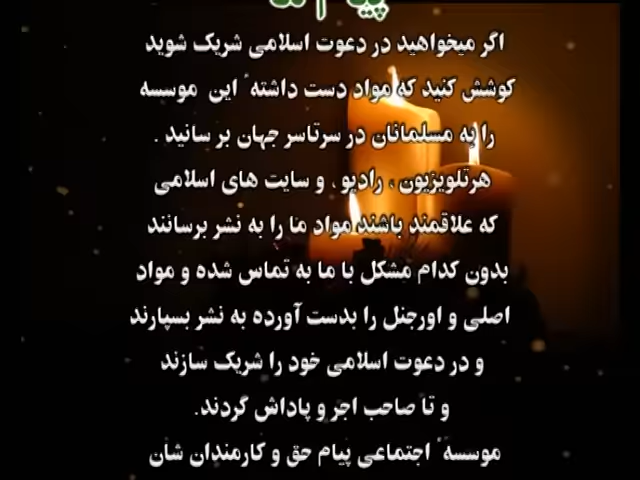 پیام ما
اگر میخواهید در دعوت اسلامی شریک شوید
کوشش کنید که مواد دست داشتهٔ این موسسه
را به مسلمانان در سرتاسر جهان بر سانید .
هرتلویزیون ، رادیو ، و سایت های اسلامی
که علاقمند باشند مواد ما را به نشر برسانند
بدون کدام مشکل با ما به تماس شده و مواد
اصلی و اورجنل را بدست آورده به نشر بسپارند
و در دعوت اسلامی خود را شریک سازند
و تا صاحب اجر و پاداش گردند.
موسسهٔ اجتماعی پیام حق و کارمندان شان